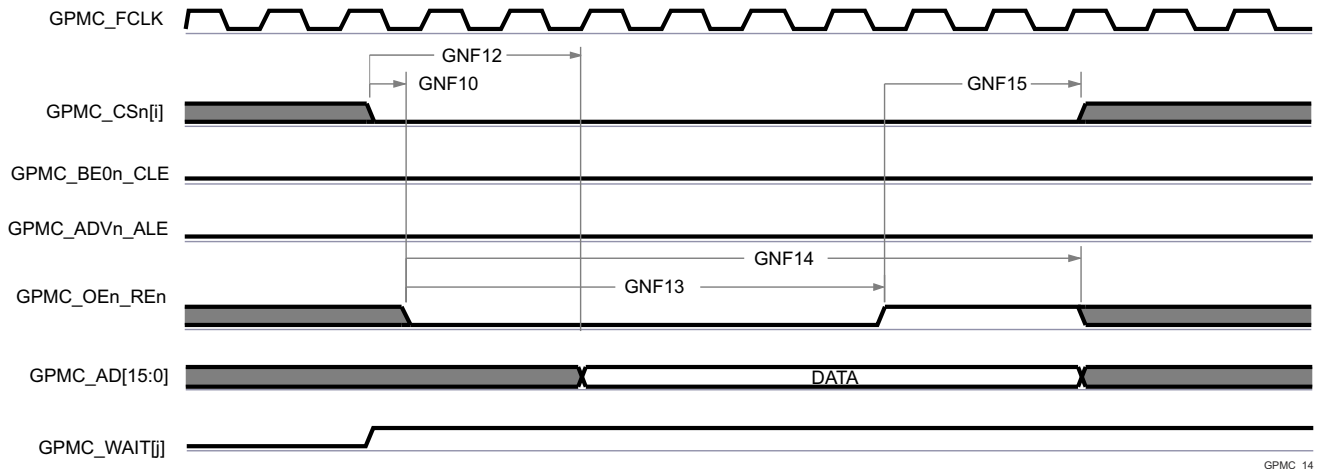 GPMC_FCLK
GNF12
GNF10
GNF15
GPMC_CSn[i]
GPMC_BE0n_CLE
GPMC_ADVn_ALE
GNF14
GNF13
GPMC_OEn_REn
GPMC_AD[15:0]
DATA
GPMC_WAIT[j]
GPMC_14